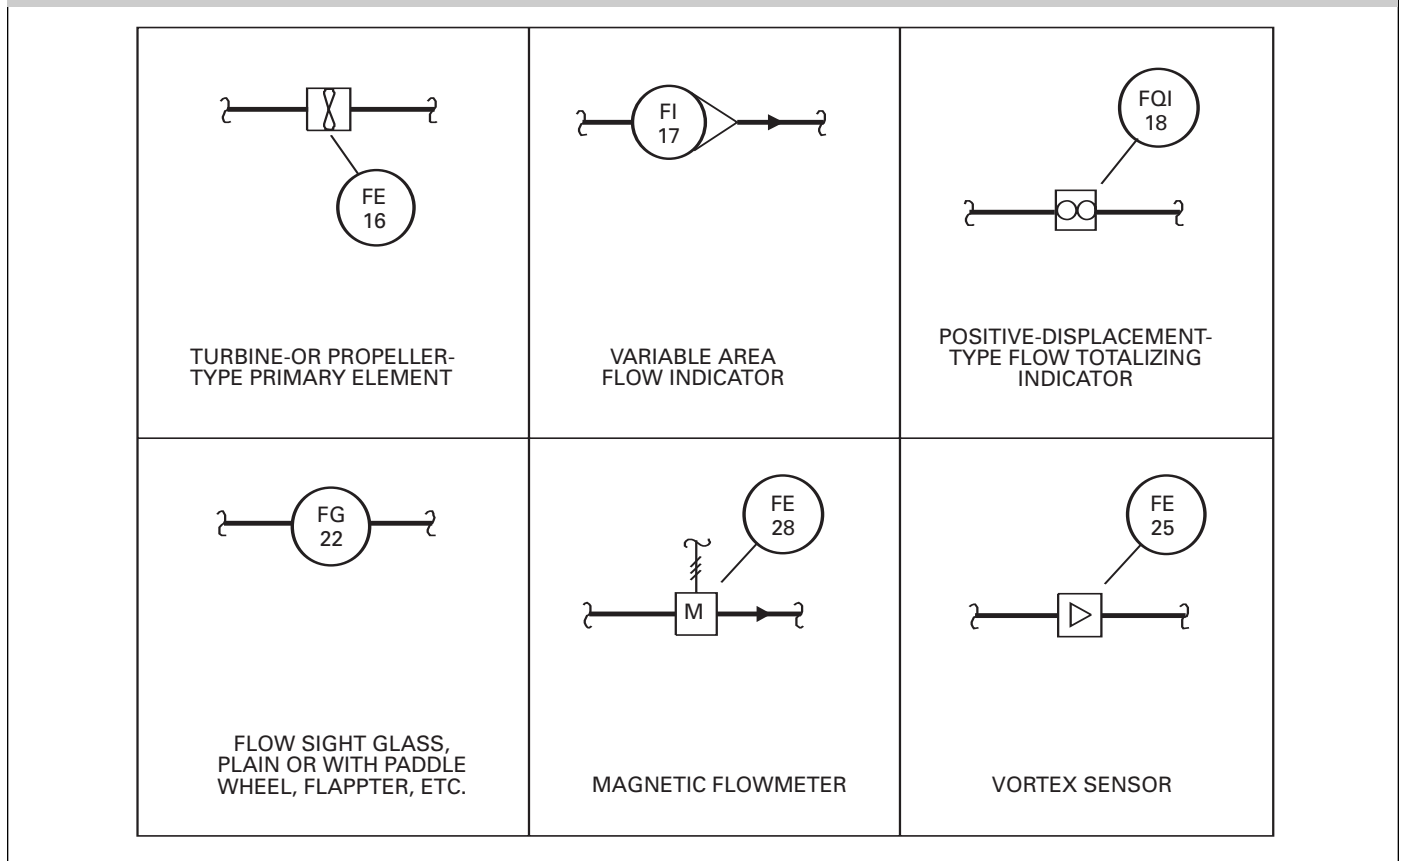 FE
16
TURBINE-OR PROPELLER-
TYPE PRIMARY ELEMENT
FI
17
VARIABLE AREA
FLOW INDICATOR
FQI
18
POSITIVE-DISPLACEMENT-
TYPE FLOW TOTALIZING
INDICATOR
FG
22
FLOW SIGHT GLASS,
PLAIN OR WITH PADDLE
WHEEL, FLAPPTER, ETC.
FE
28
M
MAGNETIC FLOWMETER
FE
25
VORTEX SENSOR